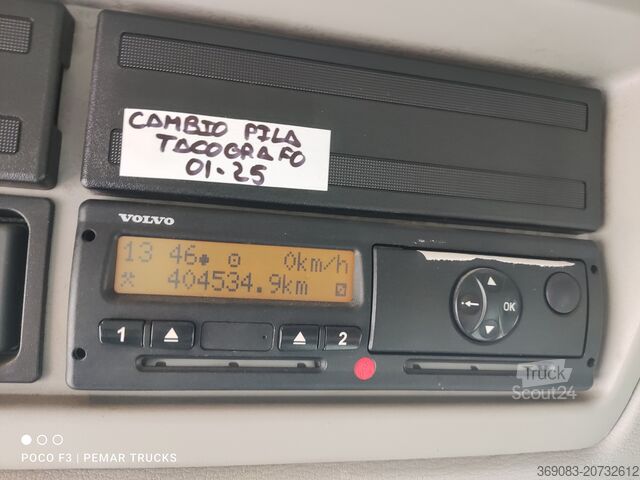 CAMBIO PILA
TACOGRAFO
01-25
VOLVO
13 46 0km/h
404534.9km
1 2
OK
Truck
Scout24
POCO F3 | PEMAR TRUCKS
369083-20732612